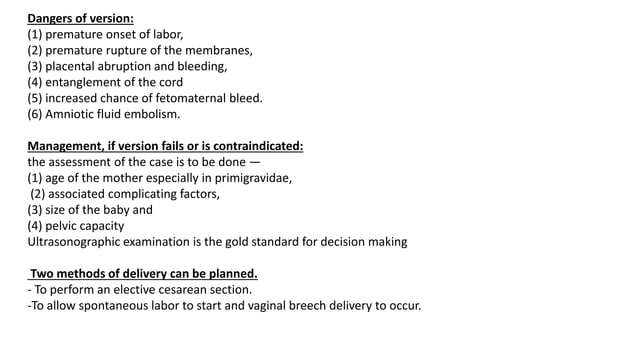 Dangers of version:
(1) premature onset of labor,
(2) premature rupture of the membranes,
(3) placental abruption and bleeding,
(4) entanglement of the cord
(5) increased chance of fetomaternal bleed.
(6) Amniotic fluid embolism.
Management, if version fails or is contraindicated:
the assessment of the case is to be done —
(1) age of the mother especially in primigravidae,
(2) associated complicating factors,
(3) size of the baby and
(4) pelvic capacity
Ultrasonographic examination is the gold standard for decision making
Two methods of delivery can be planned.
- To perform an elective cesarean section.
-To allow spontaneous labor to start and vaginal breech delivery to occur.